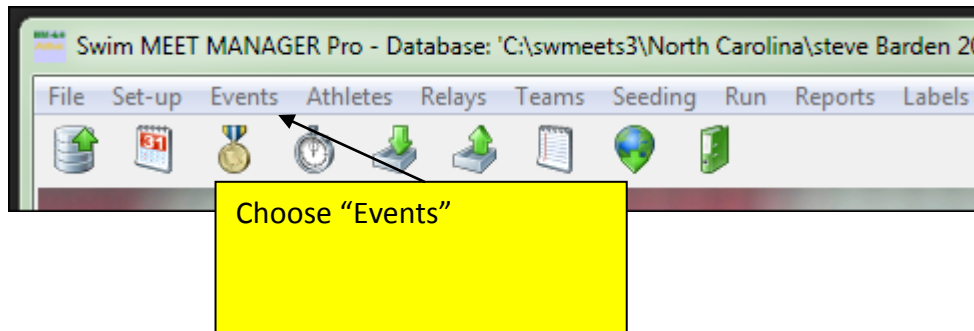 Swim MEET MANAGER Pro - Database: 'C:\swmeets3\North Carolina\steve Barden 20
File Set-up Events Athletes Relays Teams Seeding Run Reports Labels
31
Choose “Events”